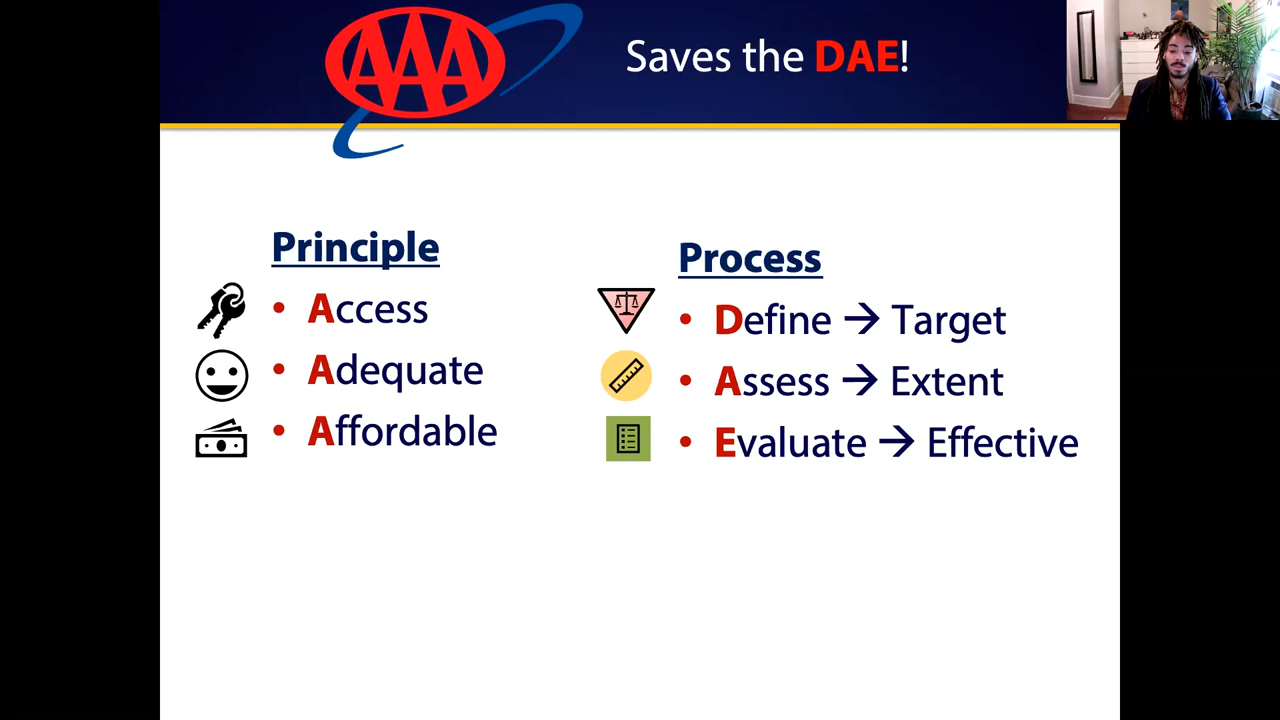 AAA
Saves the DAE!
Principle
• Access
• Adequate
• Affordable
Process
• Define → Target
• Assess → Extent
• Evaluate → Effective